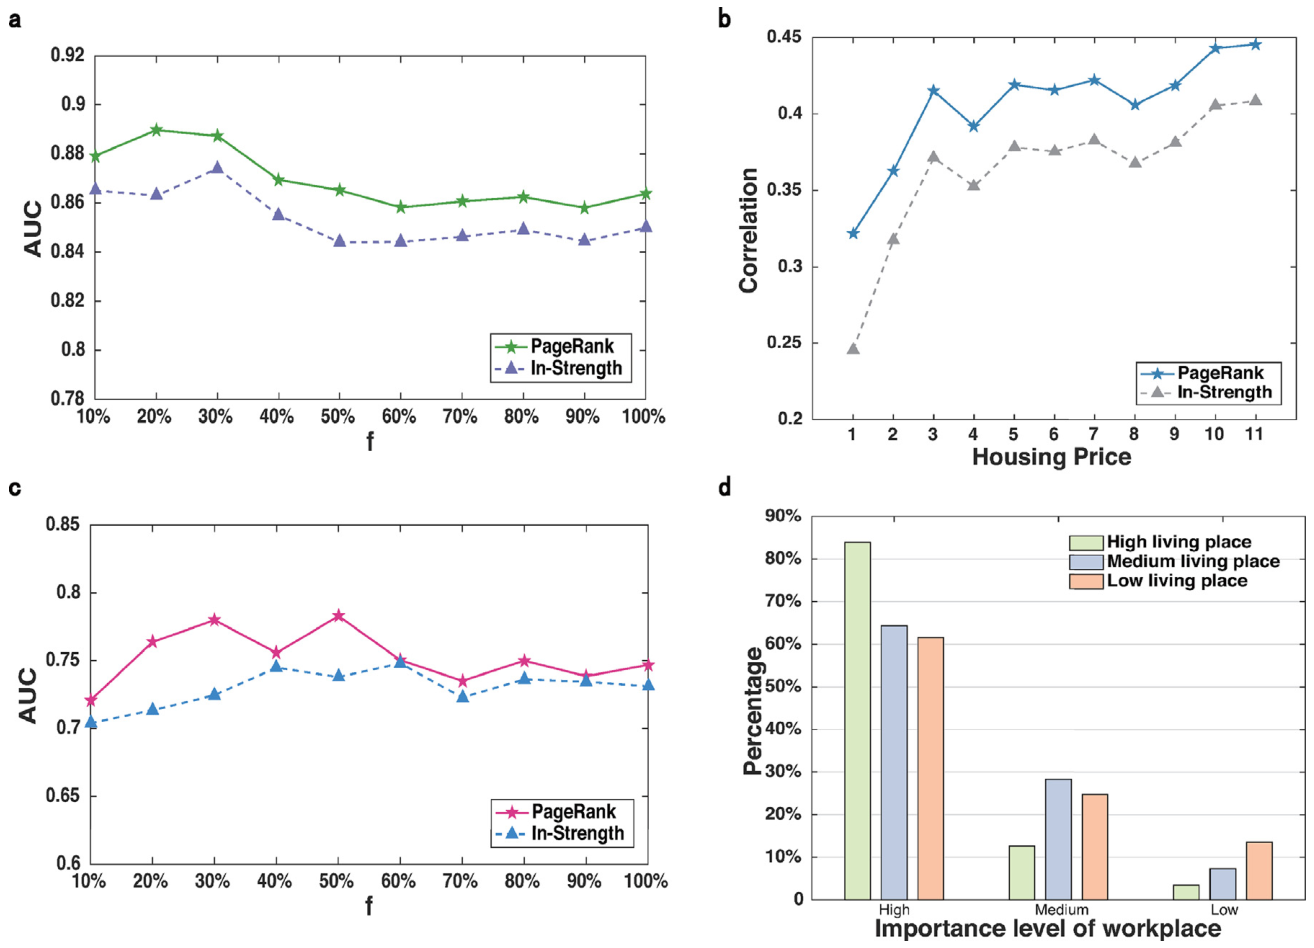 a
0.92
0.9
0.88
0.86
0.84
0.82
0.8
0.78
AUC
10% 20% 30% 40% 50% 60% 70% 80% 90% 100%
f
PageRank
In-Strength
b
0.45
0.4
0.35
0.3
0.25
0.2
Correlation
1 2 3 4 5 6 7 8 9 10 11
Housing Price
PageRank
In-Strength
c
0.85
0.8
0.75
0.7
0.65
0.6
AUC
10% 20% 30% 40% 50% 60% 70% 80% 90% 100%
f
PageRank
In-Strength
d
90%
80%
70%
60%
50%
40%
30%
20%
10%
0
Percentage
High living place
Medium living place
Low living place
High Medium Low
Importance level of workplace